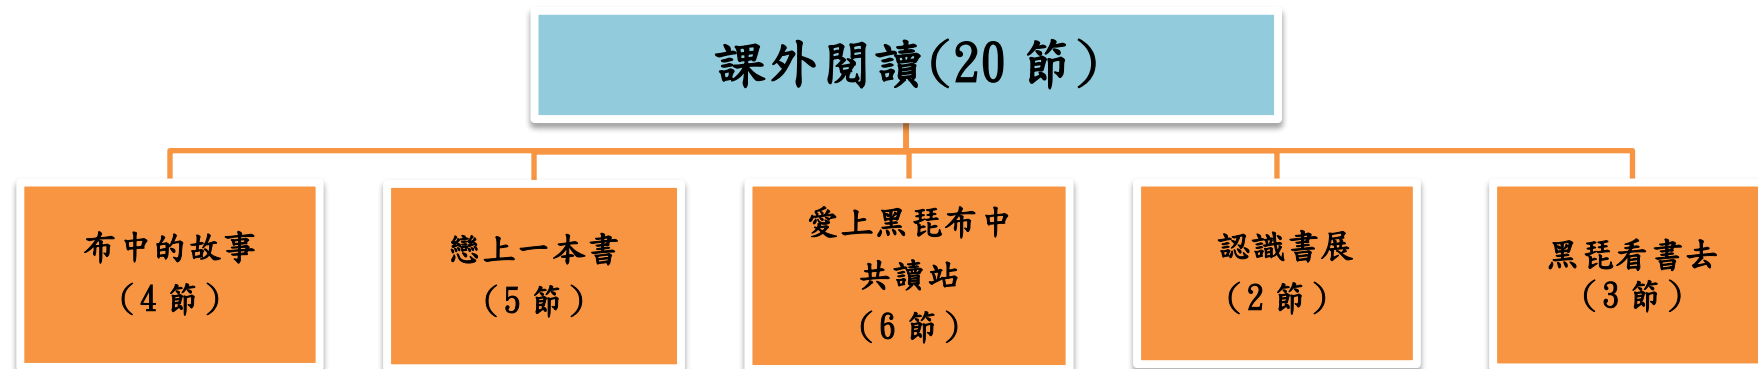 課外閱讀(20 節)
布中的故事
(4 節)
戀上一本書
(5 節)
愛上黑琵布中
共讀站
(6 節)
認識書展
(2 節)
黑琵看書去
(3 節)